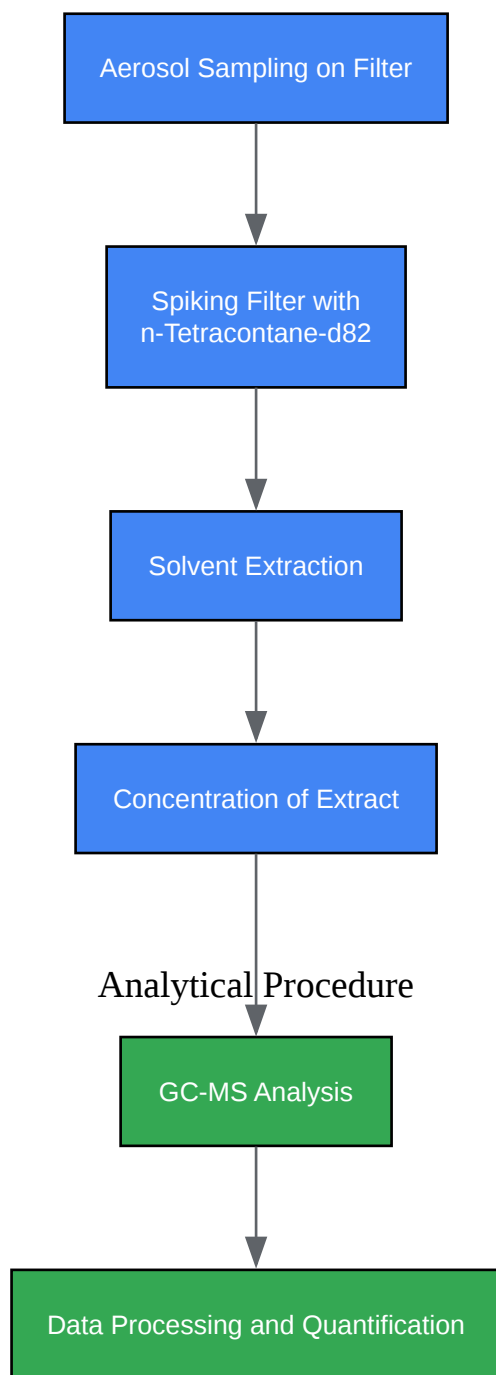 Aerosol Sampling on Filter
Spiking Filter with
n-Tetracontane-d82
Solvent Extraction
Concentration of Extract
Analytical Procedure
GC-MS Analysis
Data Processing and Quantification